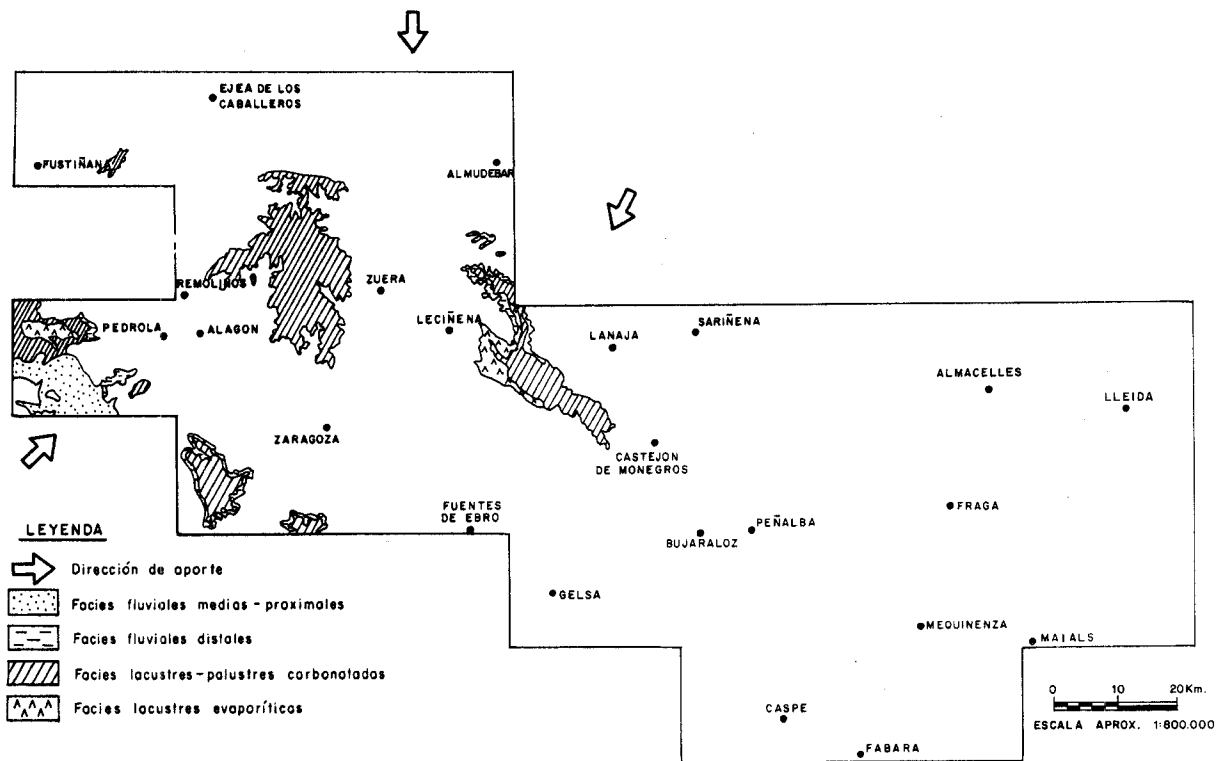 EJEA DE LOS
CABALLEROS
FUSTIÑANA
ALMUDEBAR
REMOLINOS
ZUERA
PEDROLA
ALAGON
LECIÑENA
LANAJA
SARIÑENA
ALMACELLES
LLEIDA
ZARAGOZA
CASTEJON
DE MONEGROS
FUENTES
DE EBRO
BUJARALOZ
PEÑALBA
FRAGA
GELSA
MEQUINENZA
MAIALS
CASPE
FABARA
LEYENDA
Dirección de aporte
Facies fluviales medias-proximales
Facies fluviales distales
Facies lacustres-palustres carbonatadas
Facies lacustres evaporíticas
0 10 20Km.
ESCALA APROX. 1:800.000